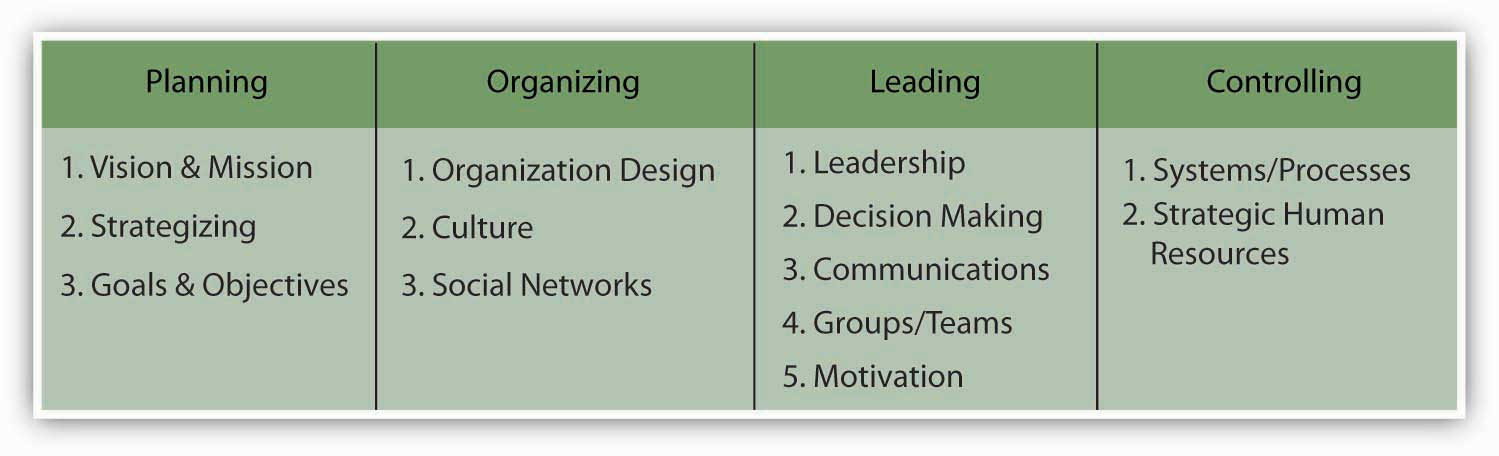 Planning
1. Vision & Mission
2. Strategizing
3. Goals & Objectives
Organizing
1. Organization Design
2. Culture
3. Social Networks
Leading
1. Leadership
2. Decision Making
3. Communications
4. Groups/Teams
5. Motivation
Controlling
1. Systems/Processes
2. Strategic Human
Resources